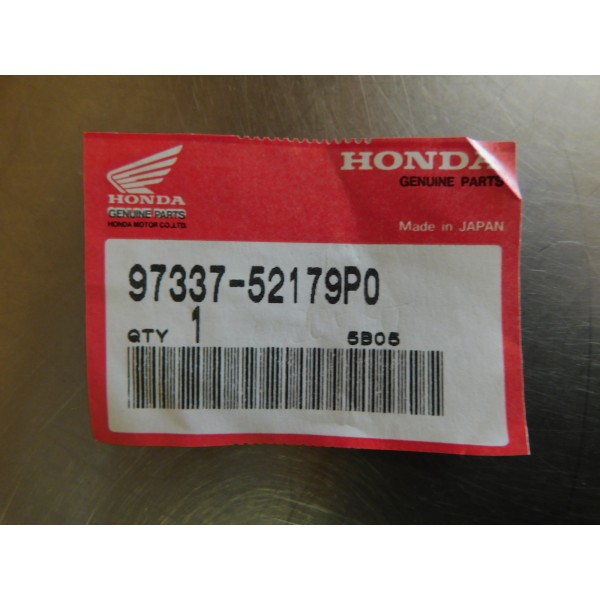 HONDA
GENUINE PARTS
HONDA MOTOR CO.,LTD.
HONDA
GENUINE PARTS
Made in JAPAN
97337-52179P0
QTY 1 5B05